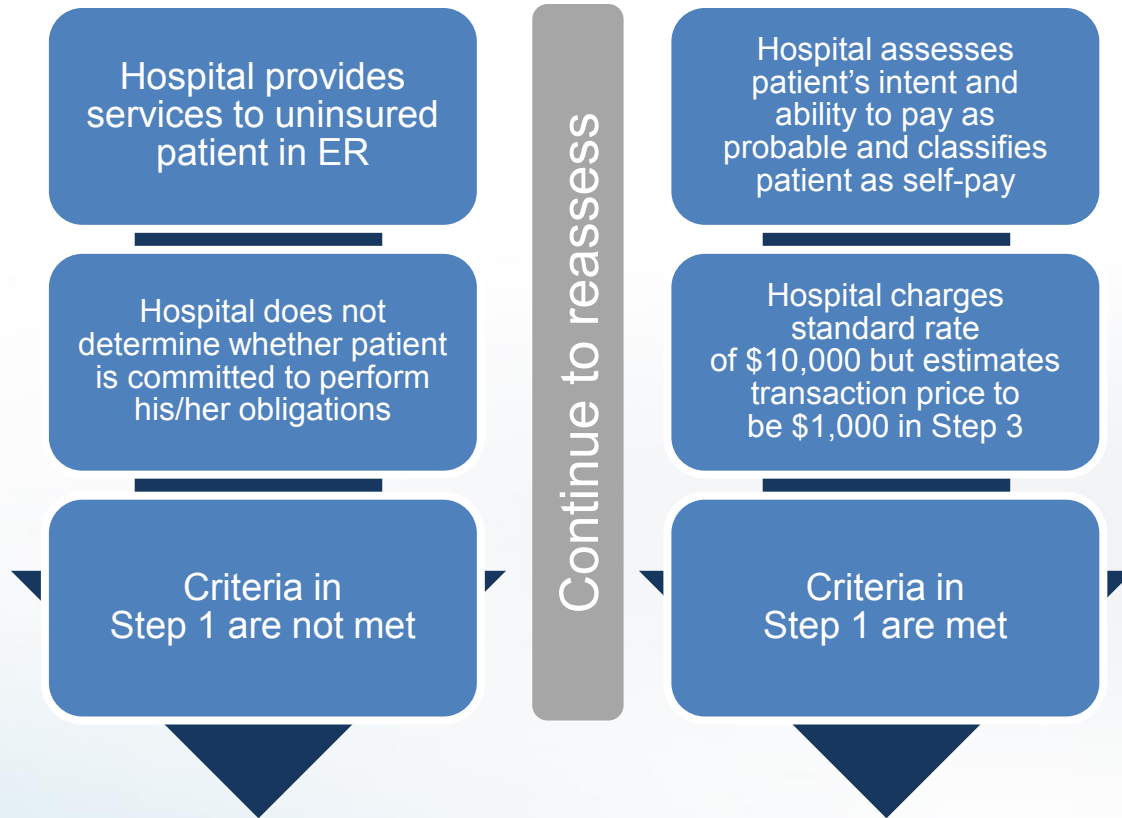 Hospital provides
services to uninsured
patient in ER
Hospital does not
determine whether patient
is committed to perform
his/her obligations
Criteria in
Step 1 are not met
Continue to reassess
Hospital assesses
patient’s intent and
ability to pay as
probable and classifies
patient as self-pay
Hospital charges
standard rate
of $10,000 but estimates
transaction price to
be $1,000 in Step 3
Criteria in
Step 1 are met